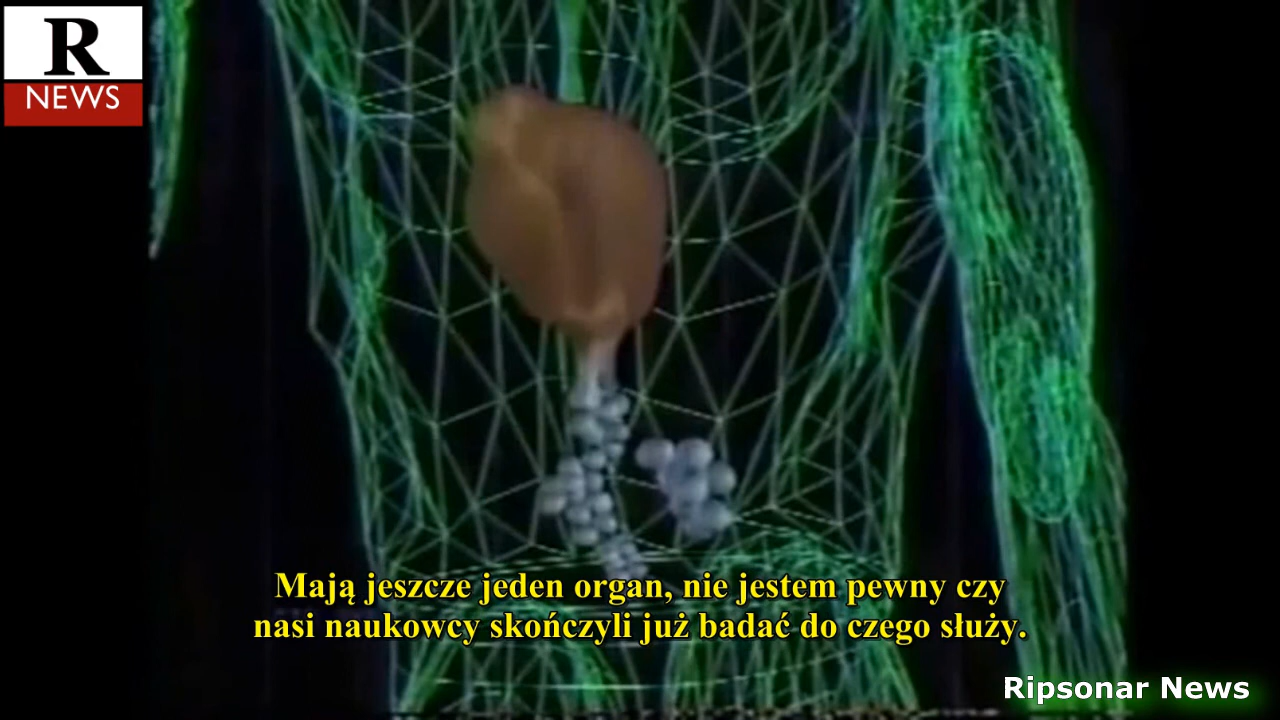 R
NEWS
Mają jeszcze jeden organ, nie jestem pewny czy
nasi naukowcy skończyli już badać do czego służy.
Ripsonar News